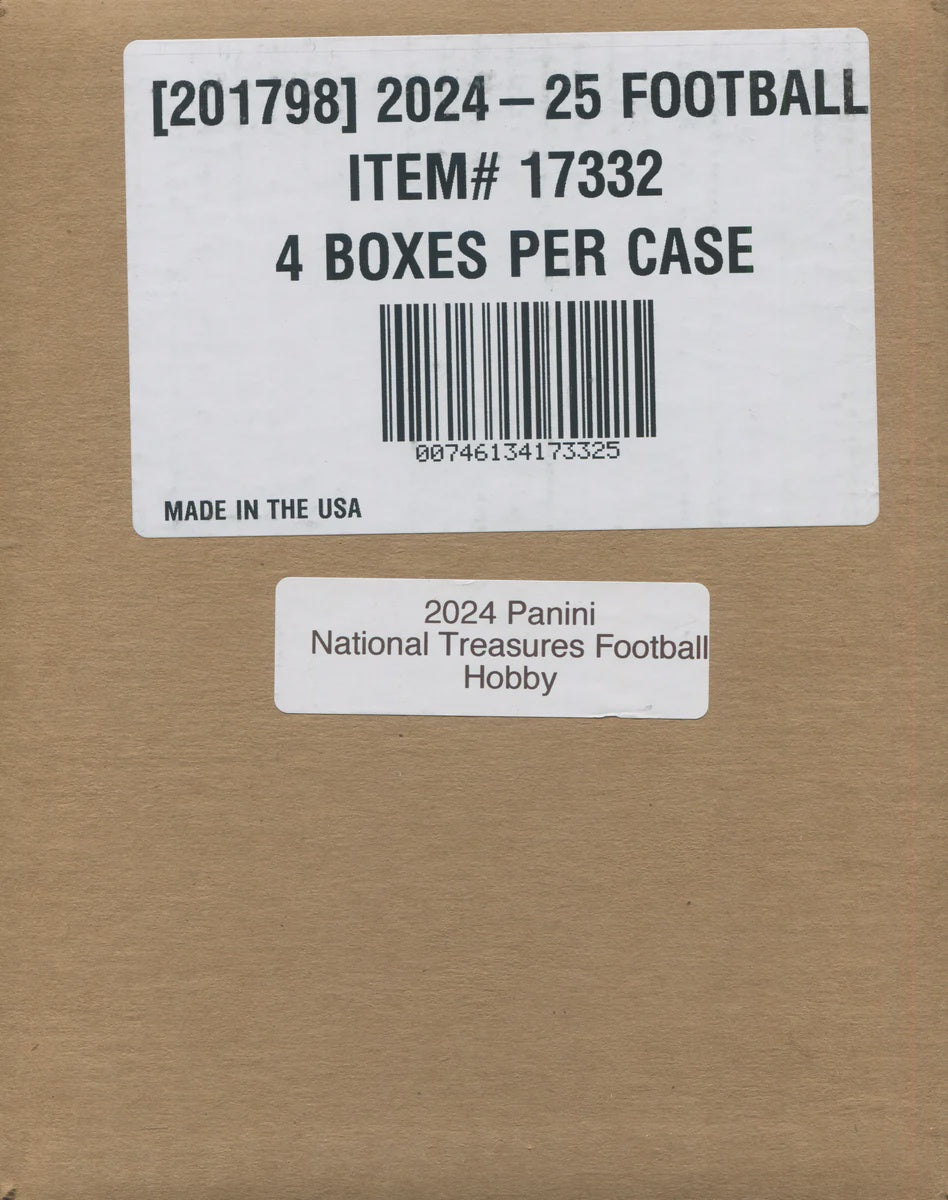 [201798] 2024 – 25 FOOTBALL
ITEM# 17332
4 BOXES PER CASE
00746134173325
MADE IN THE USA
2024 Panini
National Treasures Football
Hobby